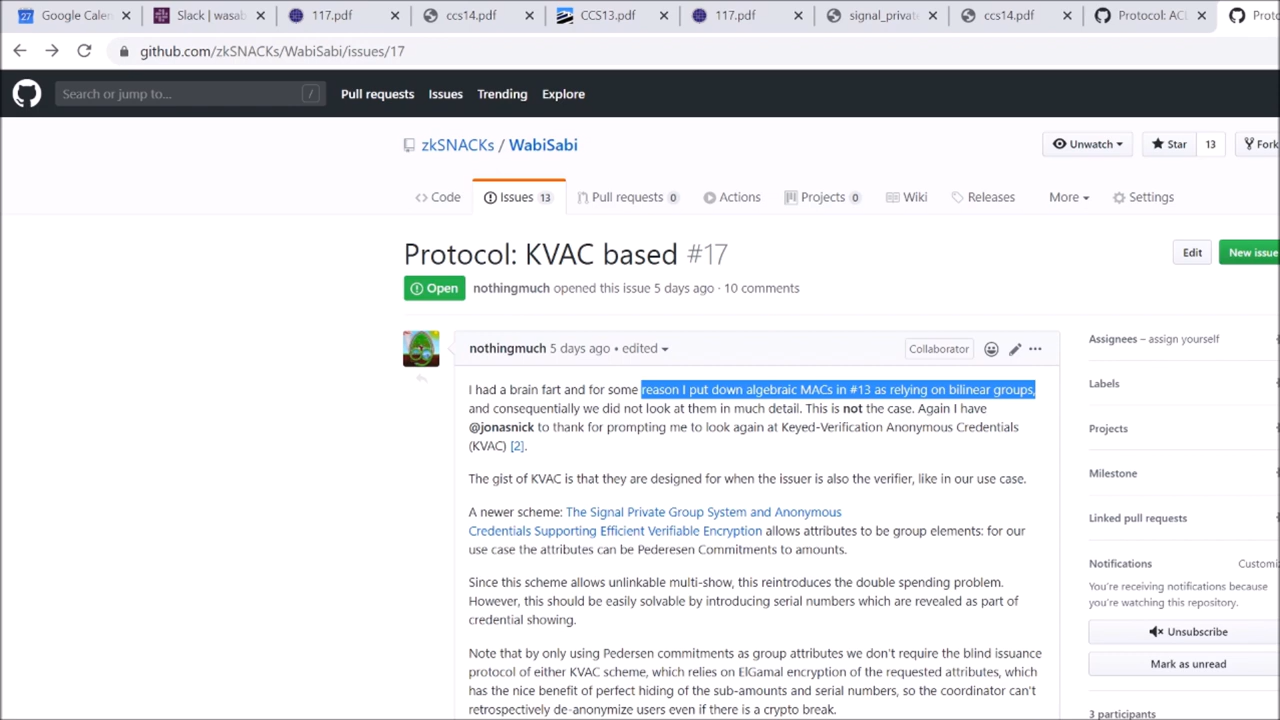 27 Google Caler
Slack | wasab
117.pdf
ccs14.pdf
CCS13.pdf
117.pdf
signal_privat
ccs14.pdf
Protocol: ACL
Proto
github.com/zkSNACKs/WabiSabi/issues/17
Search or jump to... /
Pull requests Issues Trending Explore
zkSNACKs / WabiSabi
Unwatch Star 13 Fork
Code Issues 13 Pull requests 0 Actions Projects 0 Wiki Releases More Settings
Protocol: KVAC based #17
Edit New issue
Open nothingmuch opened this issue 5 days ago · 10 comments
nothingmuch 5 days ago • edited
Collaborator
I had a brain fart and for some reason I put down algebraic MACs in #13 as relying on bilinear groups,
and consequentially we did not look at them in much detail. This is not the case. Again I have
@jonasnick to thank for prompting me to look again at Keyed-Verification Anonymous Credentials
(KVAC) [2].
The gist of KVAC is that they are designed for when the issuer is also the verifier, like in our use case.
A newer scheme: The Signal Private Group System and Anonymous
Credentials Supporting Efficient Verifiable Encryption allows attributes to be group elements: for our
use case the attributes can be Pederesen Commitments to amounts.
Since this scheme allows unlinkable multi-show, this reintroduces the double spending problem.
However, this should be easily solvable by introducing serial numbers which are revealed as part of
credential showing.
Note that by only using Pedersen commitments as group attributes we don't require the blind issuance
protocol of either KVAC scheme, which relies on ElGamal encryption of the requested attributes, which
has the nice benefit of perfect hiding of the sub-amounts and serial numbers, so the coordinator can't
retrospectively de-anonymize users even if there is a crypto break.
Assignees – assign yourself
Labels
Projects
Milestone
Linked pull requests
Notifications Customi
You're receiving notifications because
you're watching this repository.
Unsubscribe
Mark as unread
3 participants